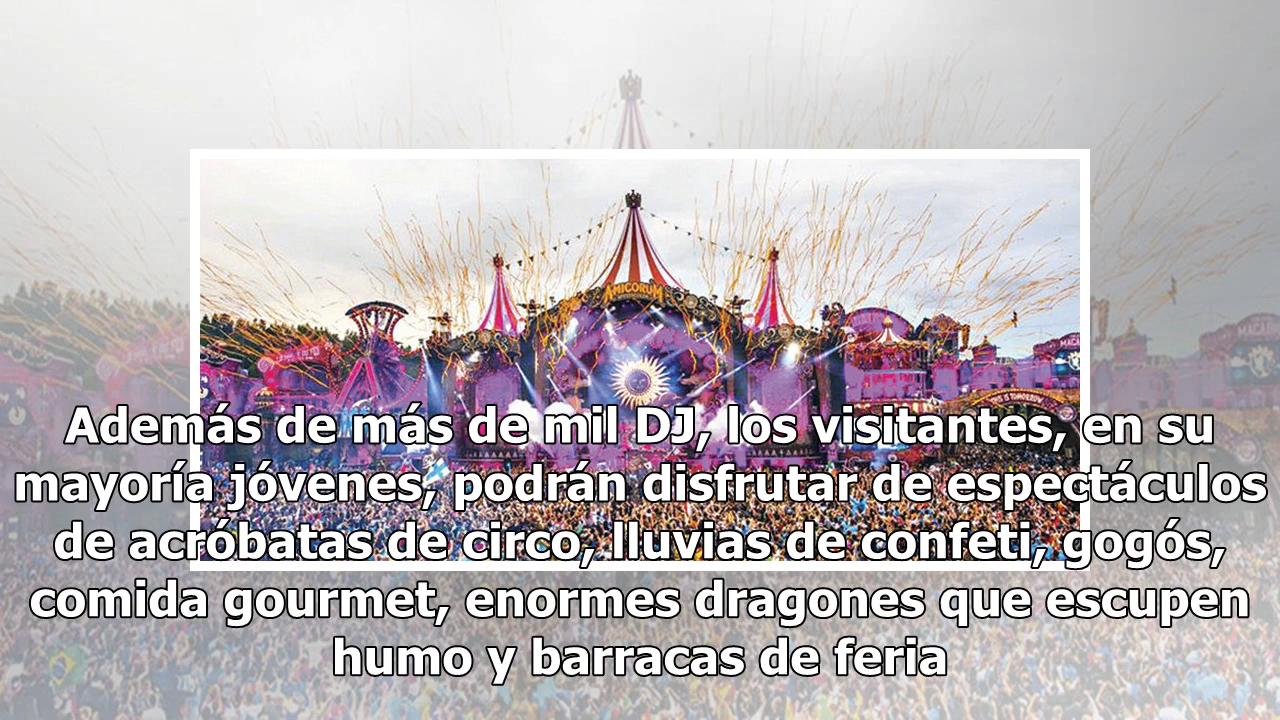 AMICORUM
Además de más de mil DJ, los visitantes, en su
mayoría jóvenes, podrán disfrutar de espectáculos
de acróbatas de circo, lluvias de confeti, gogós,
comida gourmet, enormes dragones que escupen
humo y barracas de feria